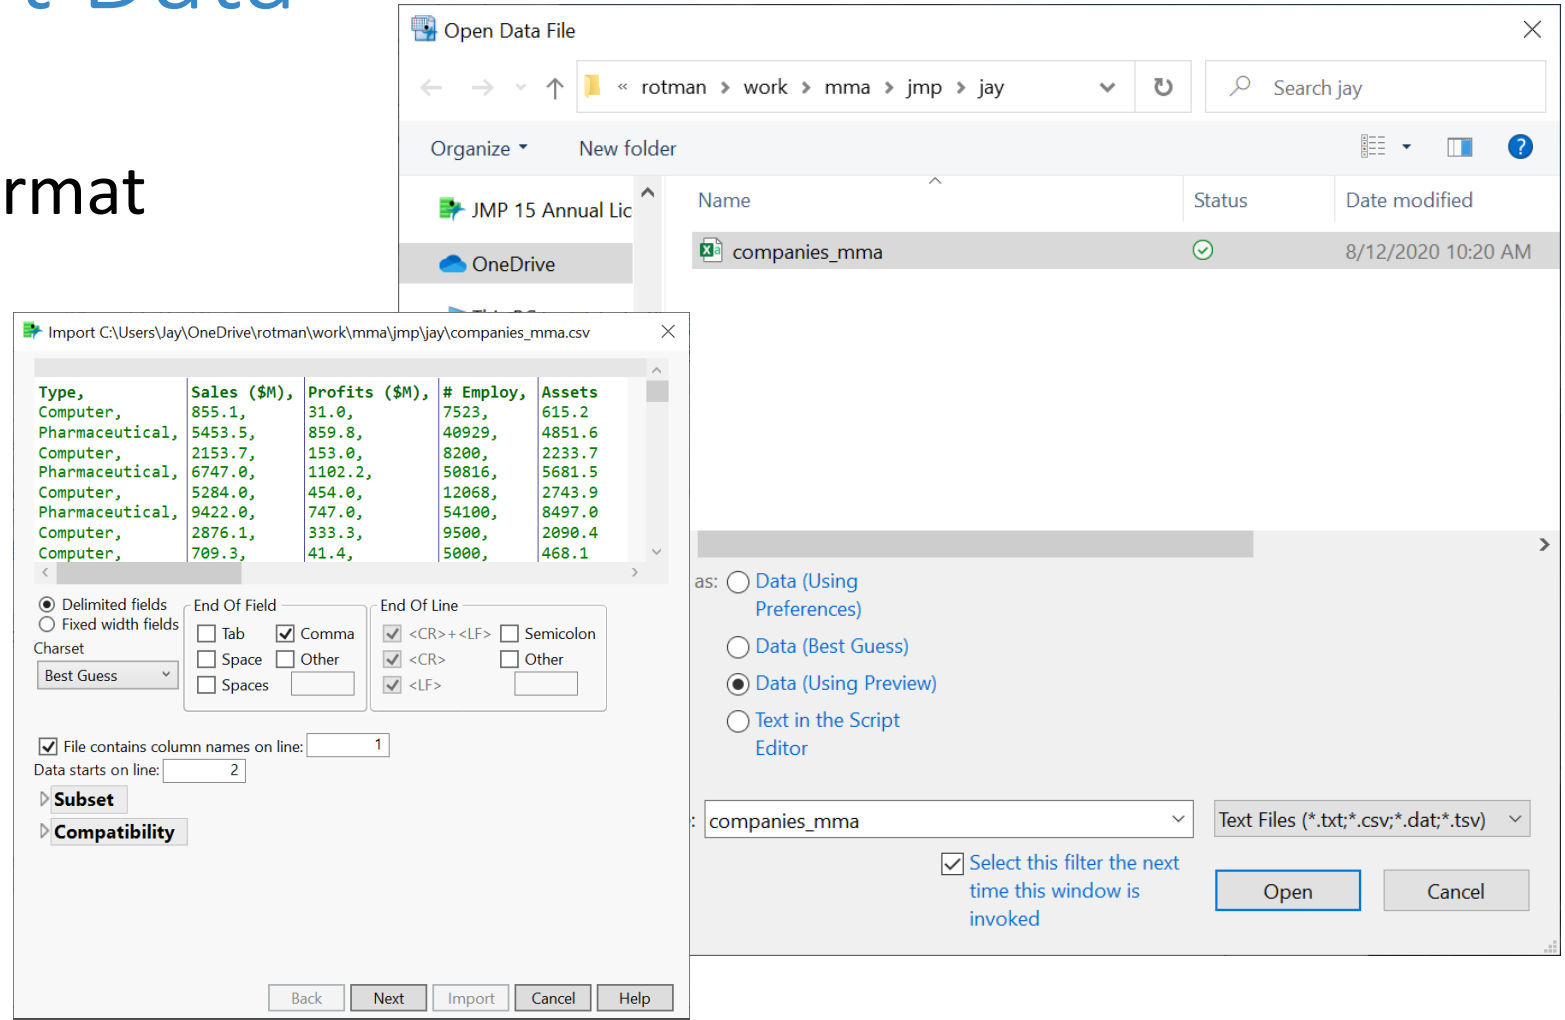 t Data
rmat
Open Data File
« rotman > work > mma > jmp > jay
Search jay
Organize
New folder
?
JMP 15 Annual Lic
OneDrive
Name
Status
Date modified
companies_mma
8/12/2020 10:20 AM
as:
Data (Using
Preferences)
Data (Best Guess)
Data (Using Preview)
Text in the Script
Editor
: companies_mma
Text Files (*.txt;*.csv;*.dat;*.tsv)
Select this filter the next
time this window is
invoked
Open
Cancel
Import C:\Users\Jay\OneDrive\rotman\work\mma\jmp\jay\companies_mma.csv
Type, Sales ($M), Profits ($M), # Employ, Assets
Computer, 855.1, 31.0, 7523, 615.2
Pharmaceutical, 5453.5, 859.8, 40929, 4851.6
Computer, 2153.7, 153.0, 8200, 2233.7
Pharmaceutical, 6747.0, 1102.2, 50816, 5681.5
Computer, 5284.0, 454.0, 12068, 2743.9
Pharmaceutical, 9422.0, 747.0, 54100, 8497.0
Computer, 2876.1, 333.3, 9500, 2090.4
Computer, 709.3, 41.4, 5000, 468.1
Delimited fields
Fixed width fields
Charset
Best Guess
End Of Field
Tab
Comma
Space
Other
Spaces
End Of Line
<CR>+<LF>
Semicolon
<CR>
Other
<LF>
File contains column names on line: 1
Data starts on line: 2
Subset
Compatibility
Back
Next
Import
Cancel
Help